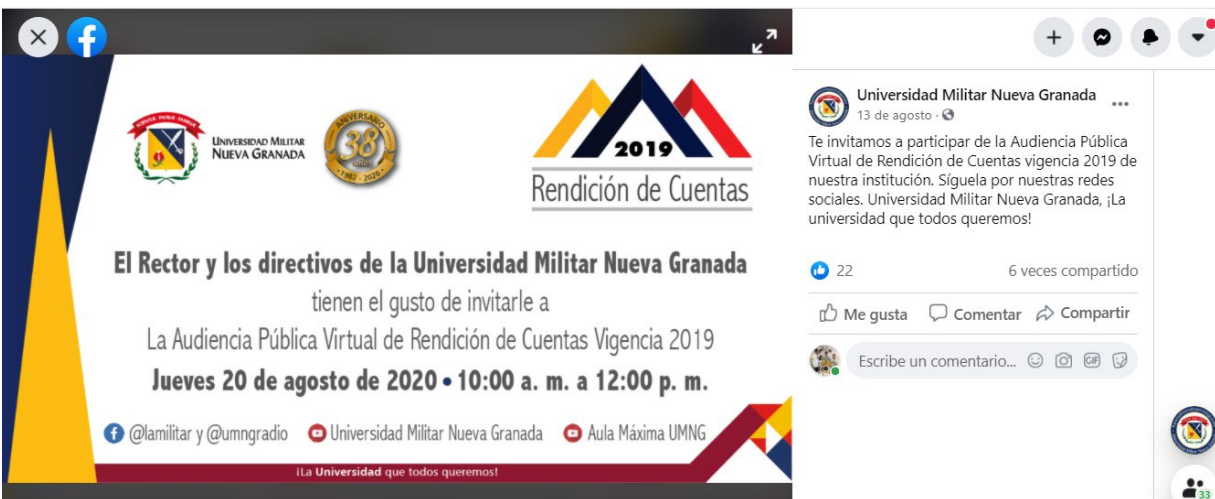 UNIVERSIDAD MILITAR
NUEVA GRANADA
ANIVERSARIO
38
años
1982 - 2020
2019
Rendición de Cuentas
El Rector y los directivos de la Universidad Militar Nueva Granada
tienen el gusto de invitarle a
La Audiencia Pública Virtual de Rendición de Cuentas Vigencia 2019
Jueves 20 de agosto de 2020 • 10:00 a. m. a 12:00 p. m.
@lamilitar y @umngradio Universidad Militar Nueva Granada Aula Máxima UMNG
¡La Universidad que todos queremos!
Universidad Militar Nueva Granada
13 de agosto ·
Te invitamos a participar de la Audiencia Pública
Virtual de Rendición de Cuentas vigencia 2019 de
nuestra institución. Síguela por nuestras redes
sociales. Universidad Militar Nueva Granada, ¡La
universidad que todos queremos!
22 6 veces compartido
Me gusta Comentar Compartir
Escribe un comentario... GIF
33